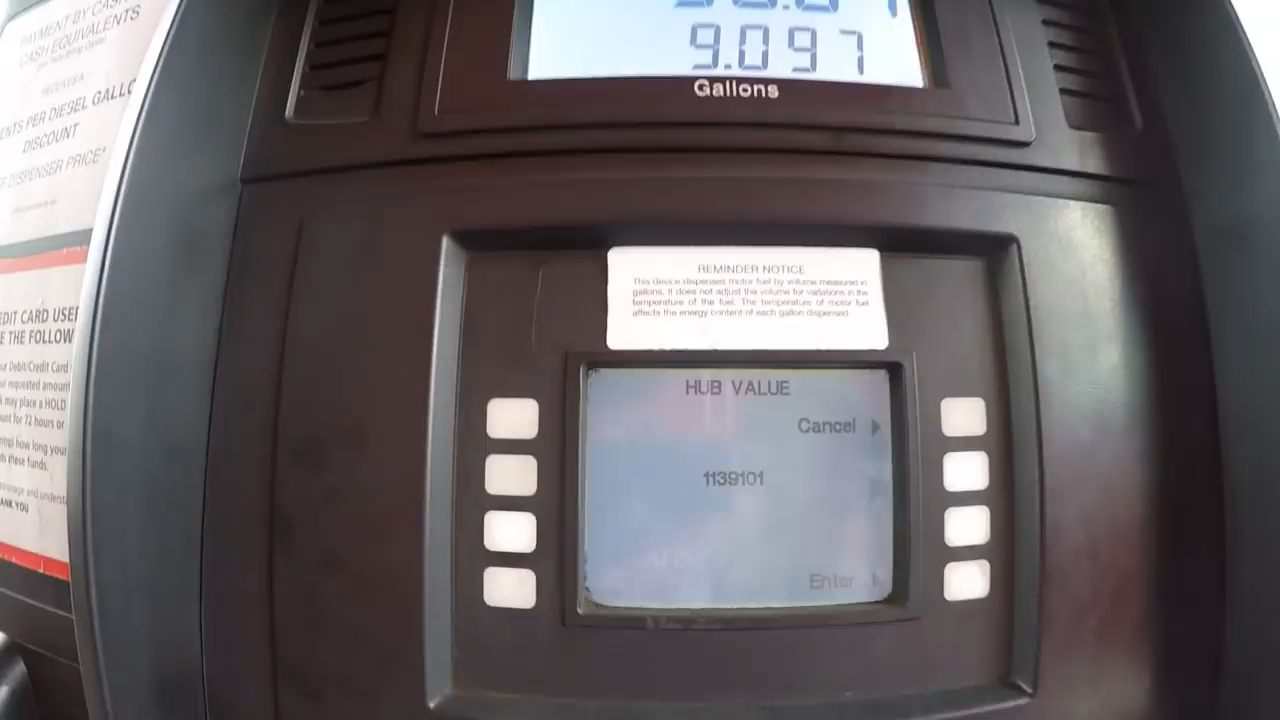 PAYMENT BY CASH
CASH EQUIVALENTS
RECEIVE A
PER DIESEL GALLO
DISCOUNT
DISPENSER PRICE*
9.097
Gallons
REMINDER NOTICE
This device dispenses motor fuel by volume measured in
gallons. It does not adjust the volume for variations in the
temperature of the fuel. The temperature of motor fuel
affects the energy content of each gallon dispensed.
HUB VALUE
Cancel
1139101
Enter
EDIT CARD USER
E THE FOLLOW
Debit/Credit Card
requested amount
may place a HOLD
for 72 hours or
how long your
these funds.
and underst
ANK YOU